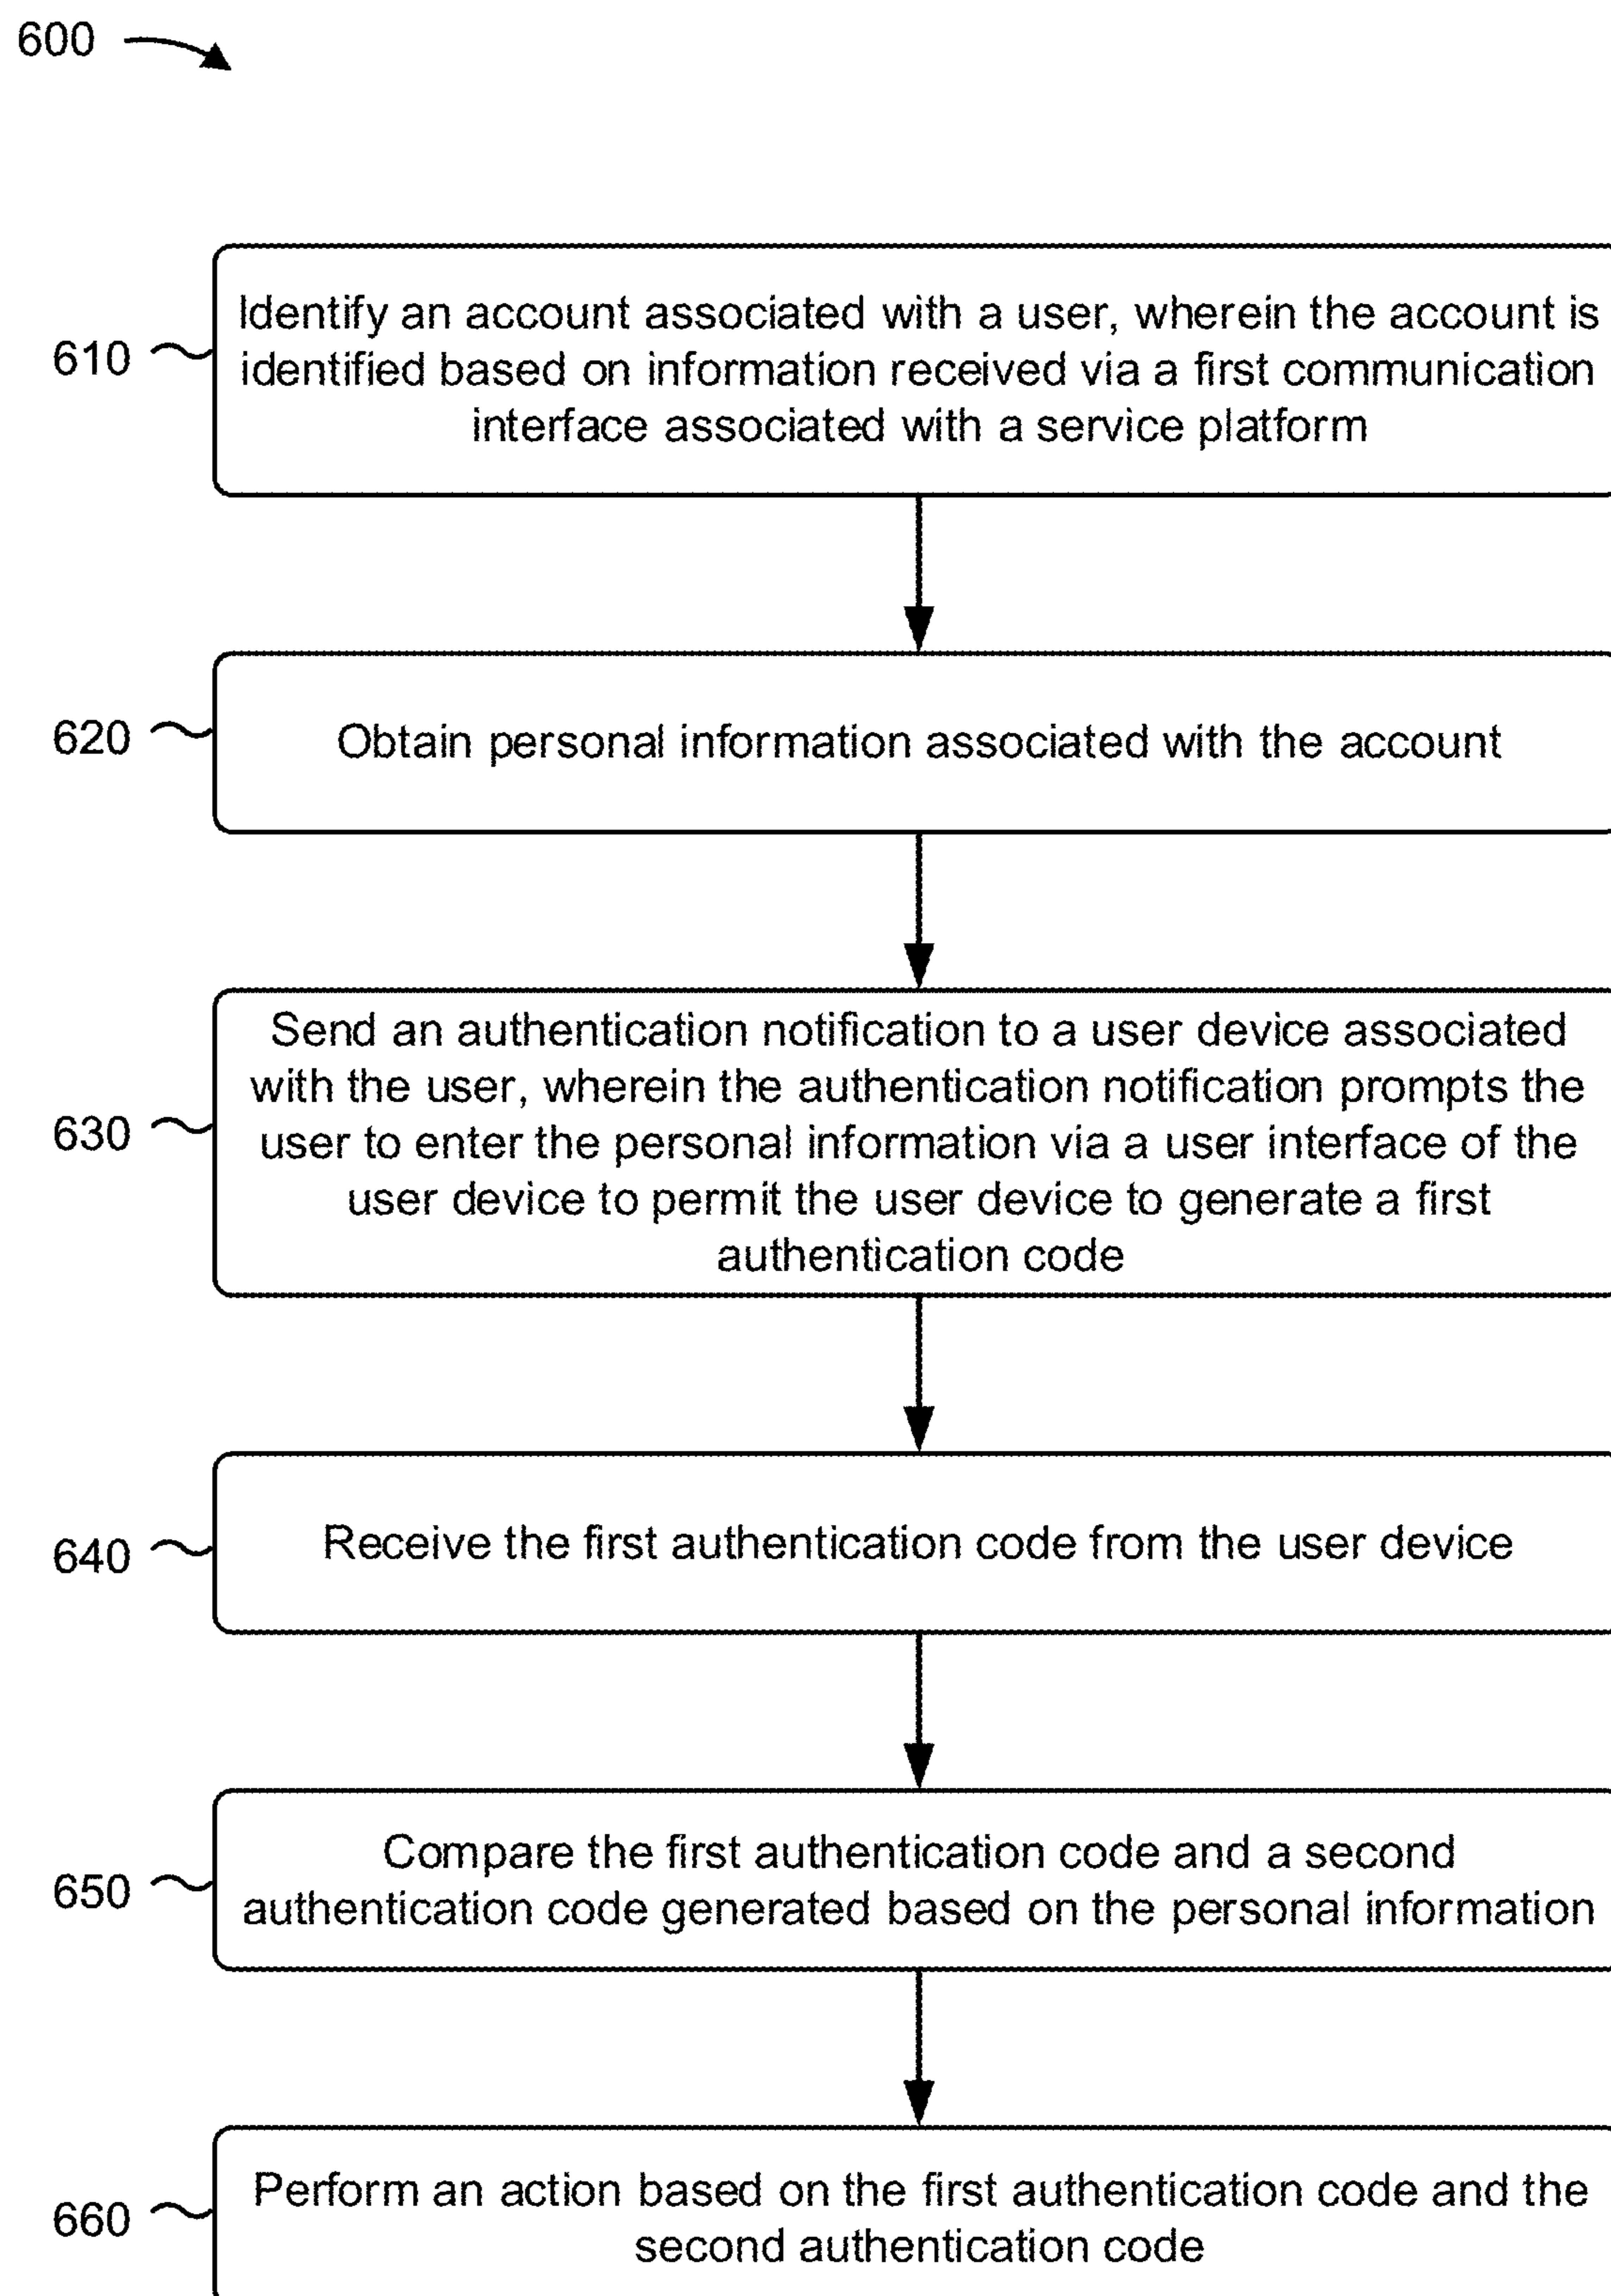 600
610
Identify an account associated with a user, wherein the account is
identified based on information received via a first communication
interface associated with a service platform
620
Obtain personal information associated with the account
630
Send an authentication notification to a user device associated
with the user, wherein the authentication notification prompts the
user to enter the personal information via a user interface of the
user device to permit the user device to generate a first
authentication code
640
Receive the first authentication code from the user device
650
Compare the first authentication code and a second
authentication code generated based on the personal information
660
Perform an action based on the first authentication code and the
second authentication code